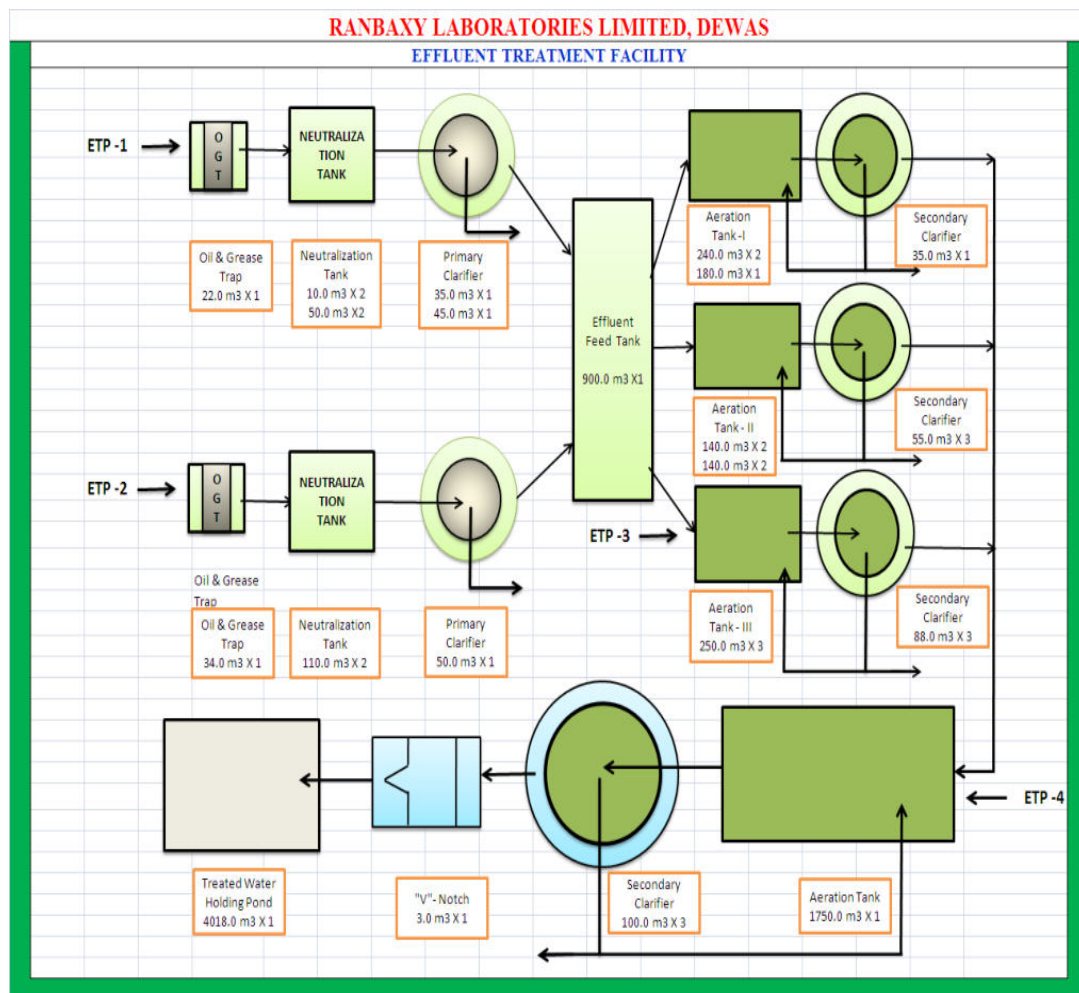 RANBAXY LABORATORIES LIMITED, DEWAS
EFFLUENT TREATMENT FACILITY
ETP -1
O
G
T
NEUTRALIZA
TION
TANK
Oil & Grease
Trap
22.0 m3 X 1
Neutralization
Tank
10.0 m3 X 2
50.0 m3 X2
Primary
Clarifier
35.0 m3 X 1
45.0 m3 X 1
Effluent
Feed Tank
900.0 m3 X1
Aeration
Tank -I
240.0 m3 X 2
180.0 m3 X 1
Secondary
Clarifier
35.0 m3 X 1
Aeration
Tank - II
140.0 m3 X 2
140.0 m3 X 2
Secondary
Clarifier
55.0 m3 X 3
ETP -2
O
G
T
NEUTRALIZA
TION
TANK
ETP -3
Oil & Grease
Trap
Oil & Grease
Trap
34.0 m3 X 1
Neutralization
Tank
110.0 m3 X 2
Primary
Clarifier
50.0 m3 X 1
Aeration
Tank - III
250.0 m3 X 3
Secondary
Clarifier
88.0 m3 X 3
ETP -4
Treated Water
Holding Pond
4018.0 m3 X 1
"V"- Notch
3.0 m3 X 1
Secondary
Clarifier
100.0 m3 X 3
Aeration Tank
1750.0 m3 X 1